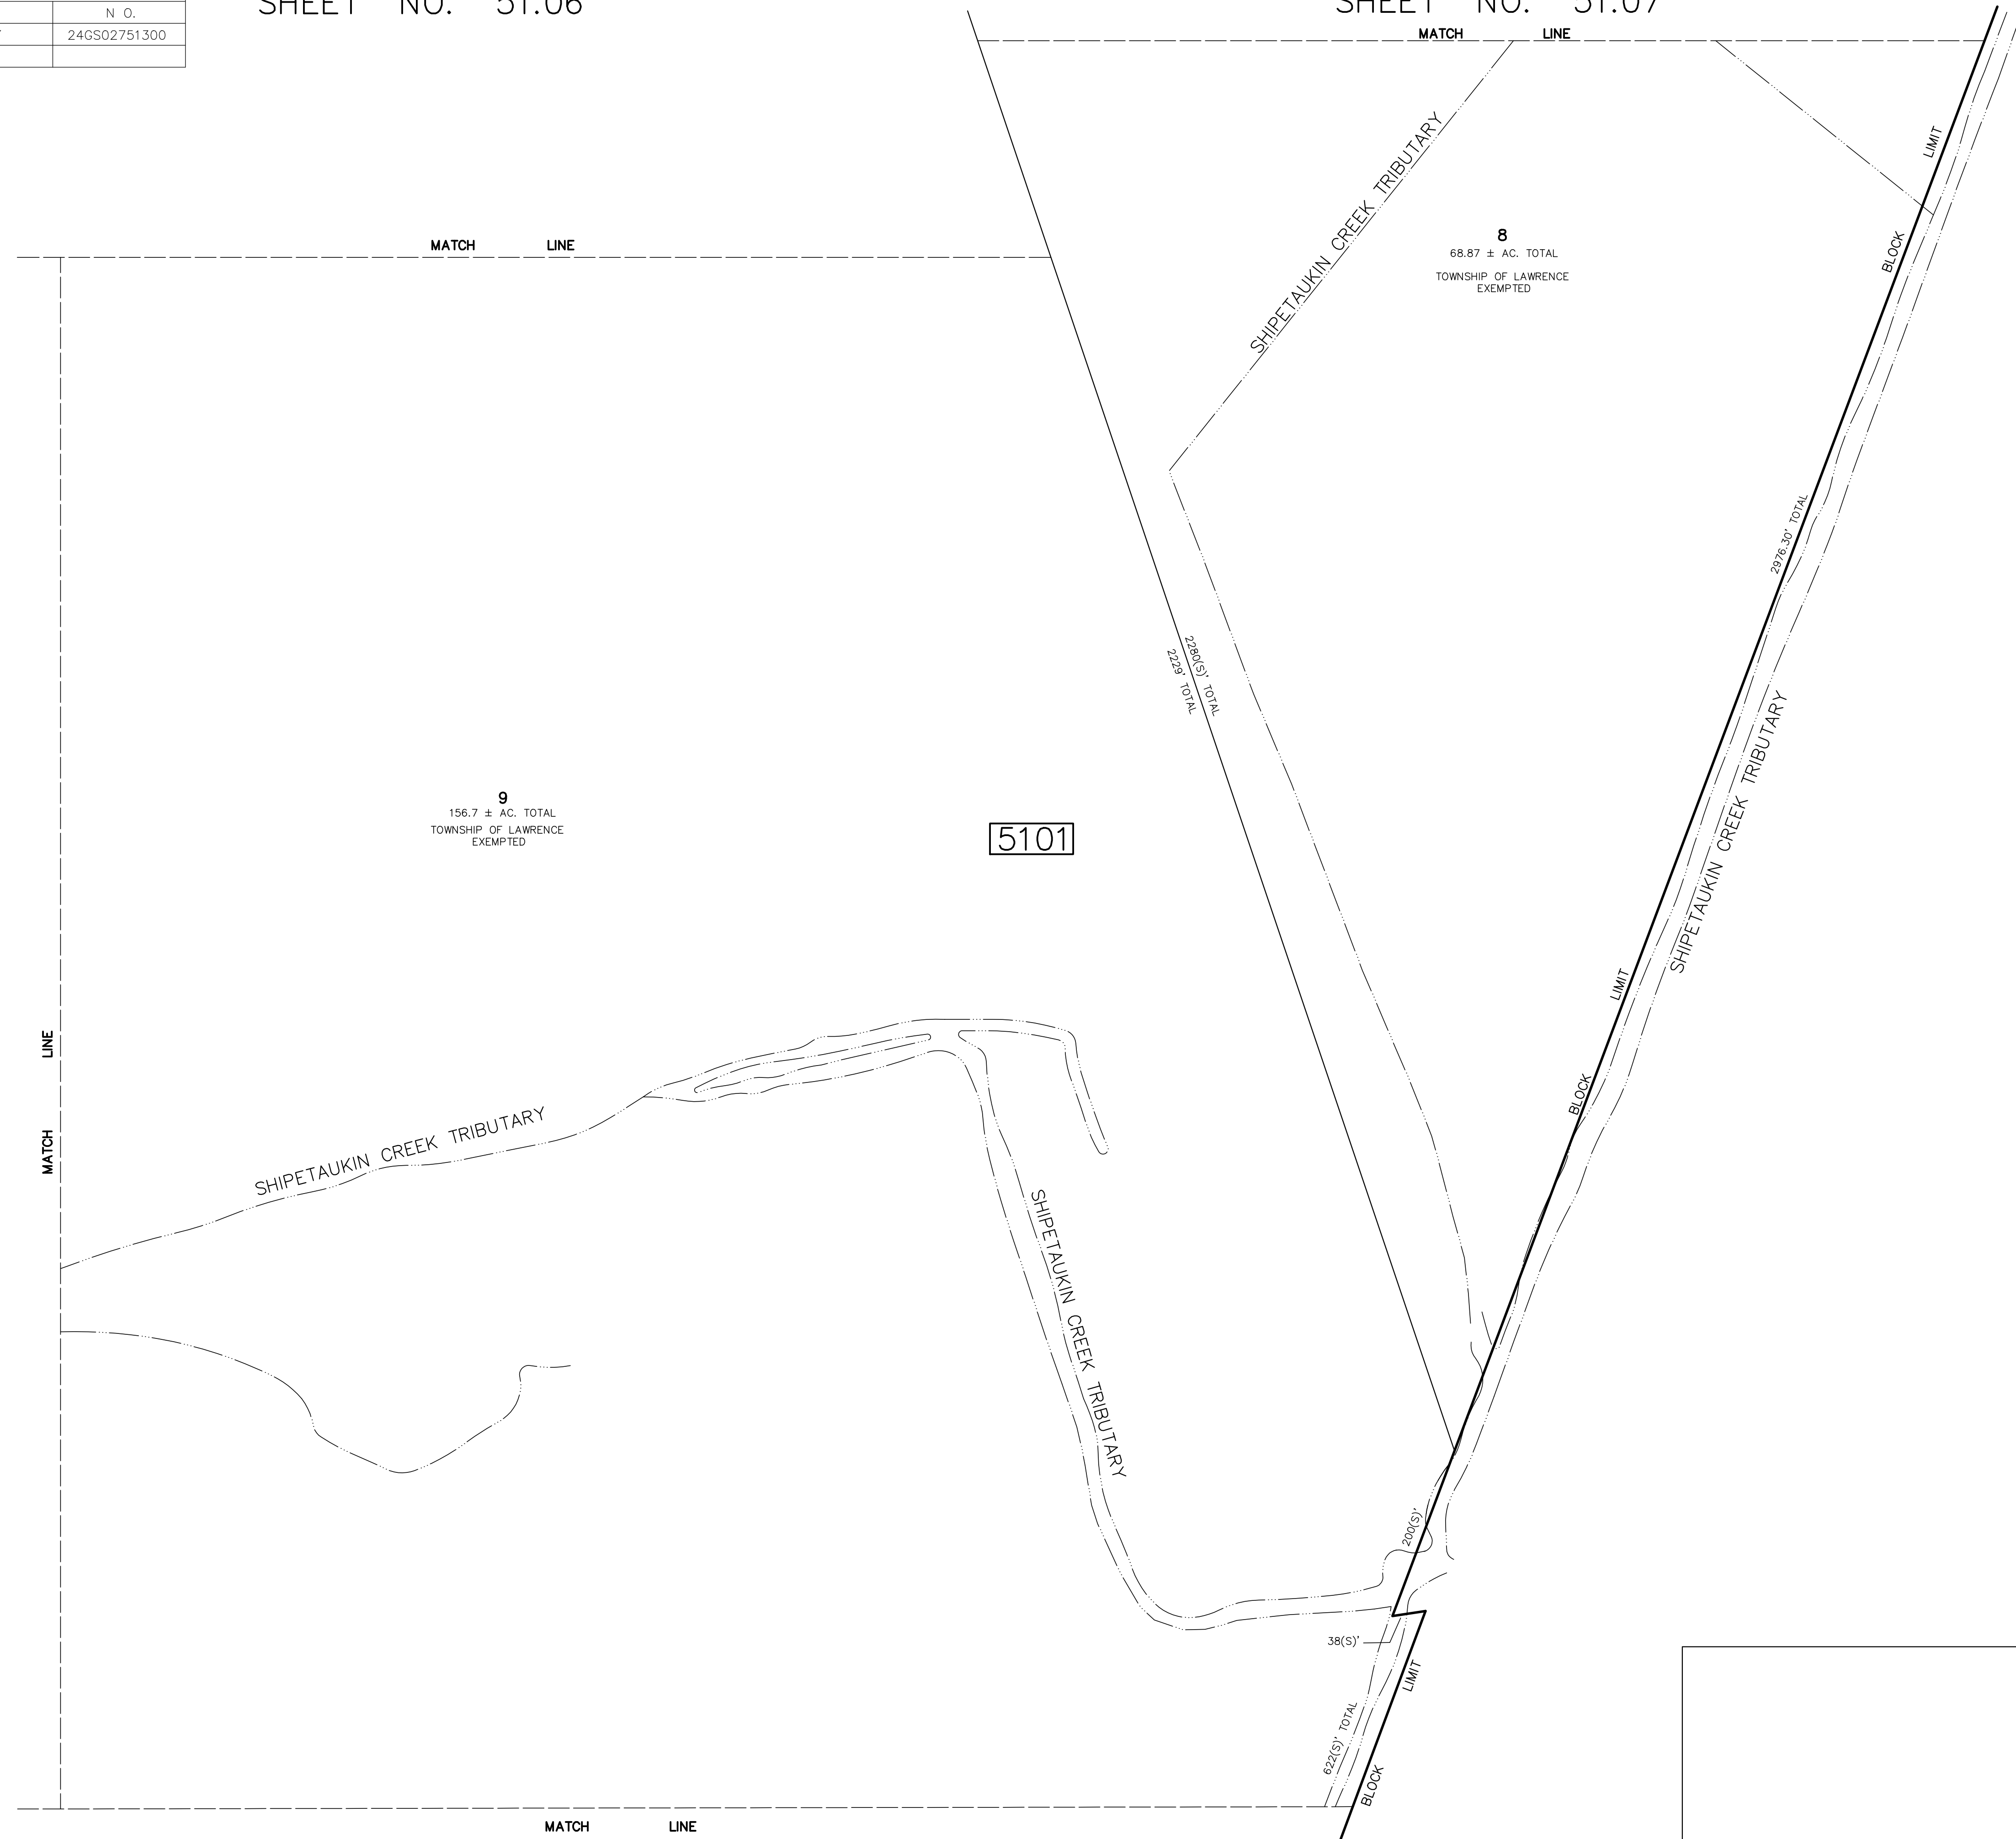 SHEET NO. 51.06
SHEET NO. 51.07
N O.
24GS02751300
MATCH LINE
MATCH LINE
SHIPETAUKIN CREEK TRIBUTARY
8
68.87 ± AC. TOTAL
TOWNSHIP OF LAWRENCE
EXEMPTED
BLOCK LIMIT
2976.30' TOTAL
2280(S)' TOTAL
2229' TOTAL
9
156.7 ± AC. TOTAL
TOWNSHIP OF LAWRENCE
EXEMPTED
5101
SHIPETAUKIN CREEK TRIBUTARY
BLOCK LIMIT
MATCH LINE
SHIPETAUKIN CREEK TRIBUTARY
SHIPETAUKIN CREEK TRIBUTARY
200(S)'
38(S)'
622(S)' TOTAL
BLOCK LIMIT
MATCH LINE